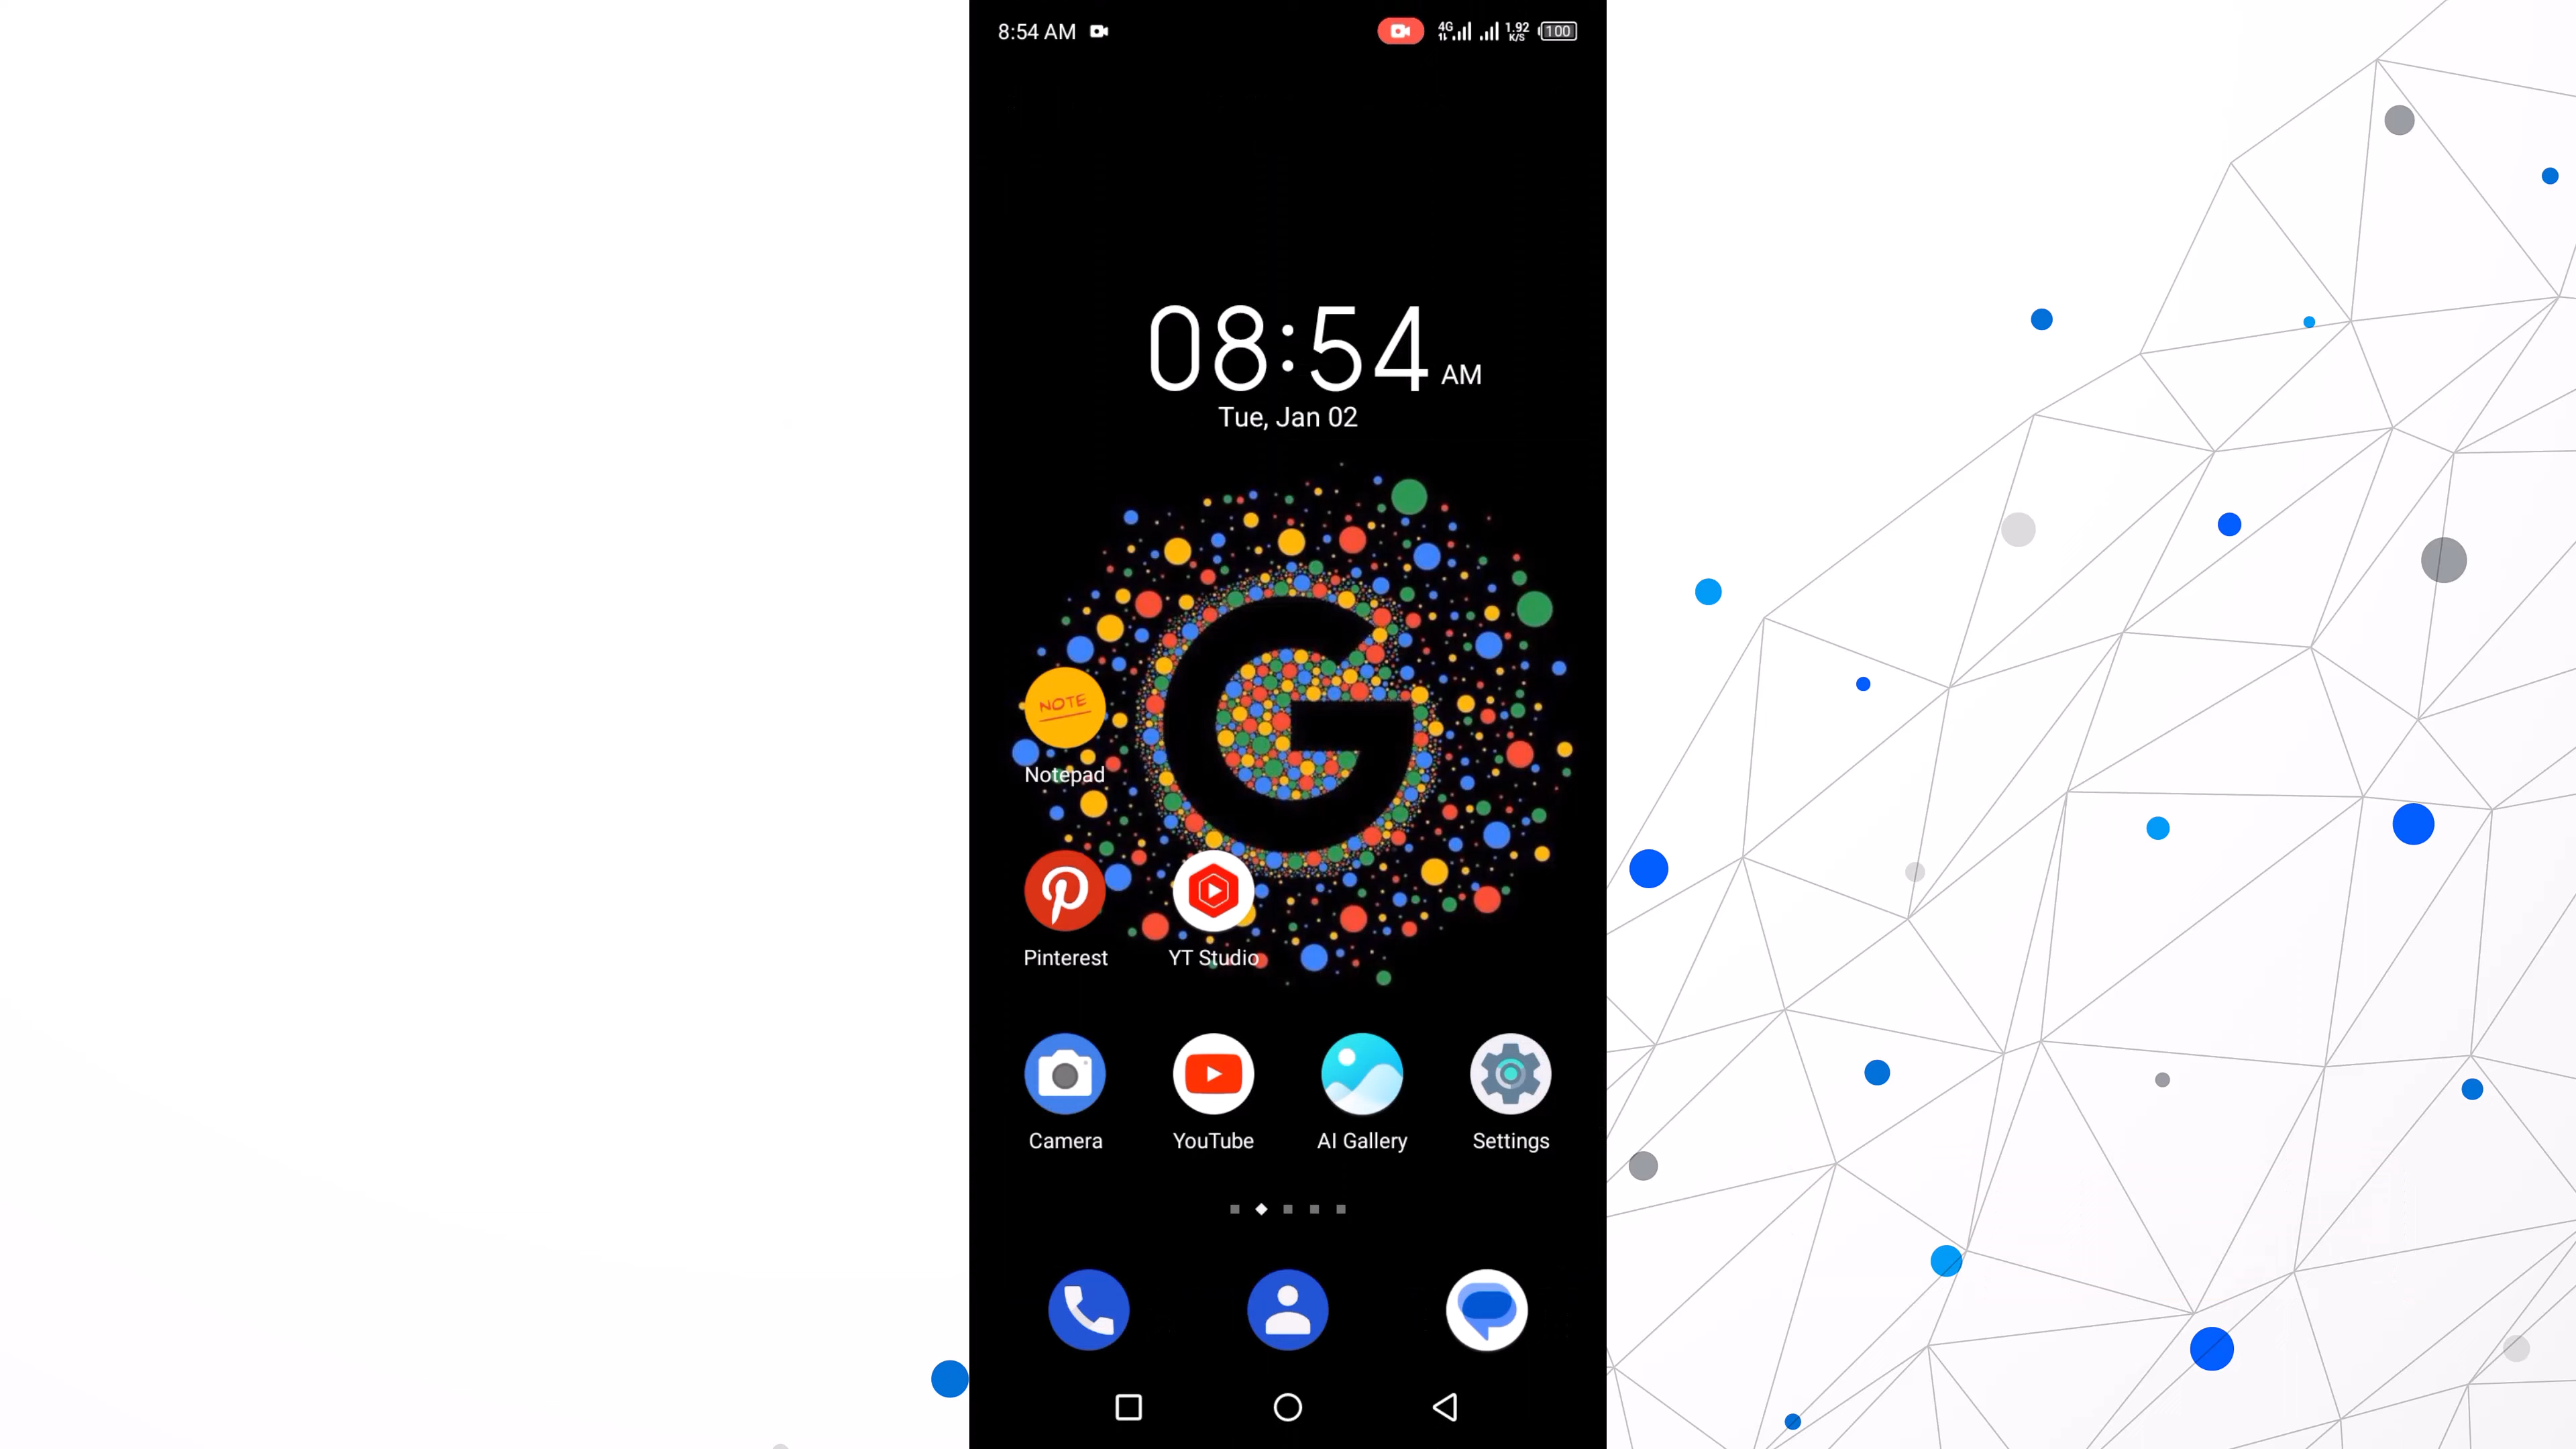 8:54 AM
4G 1.92 K/S 100
08:54 AM
Tue, Jan 02
NOTE
Notepad
Pinterest YT Studio
Camera YouTube AI Gallery Settings